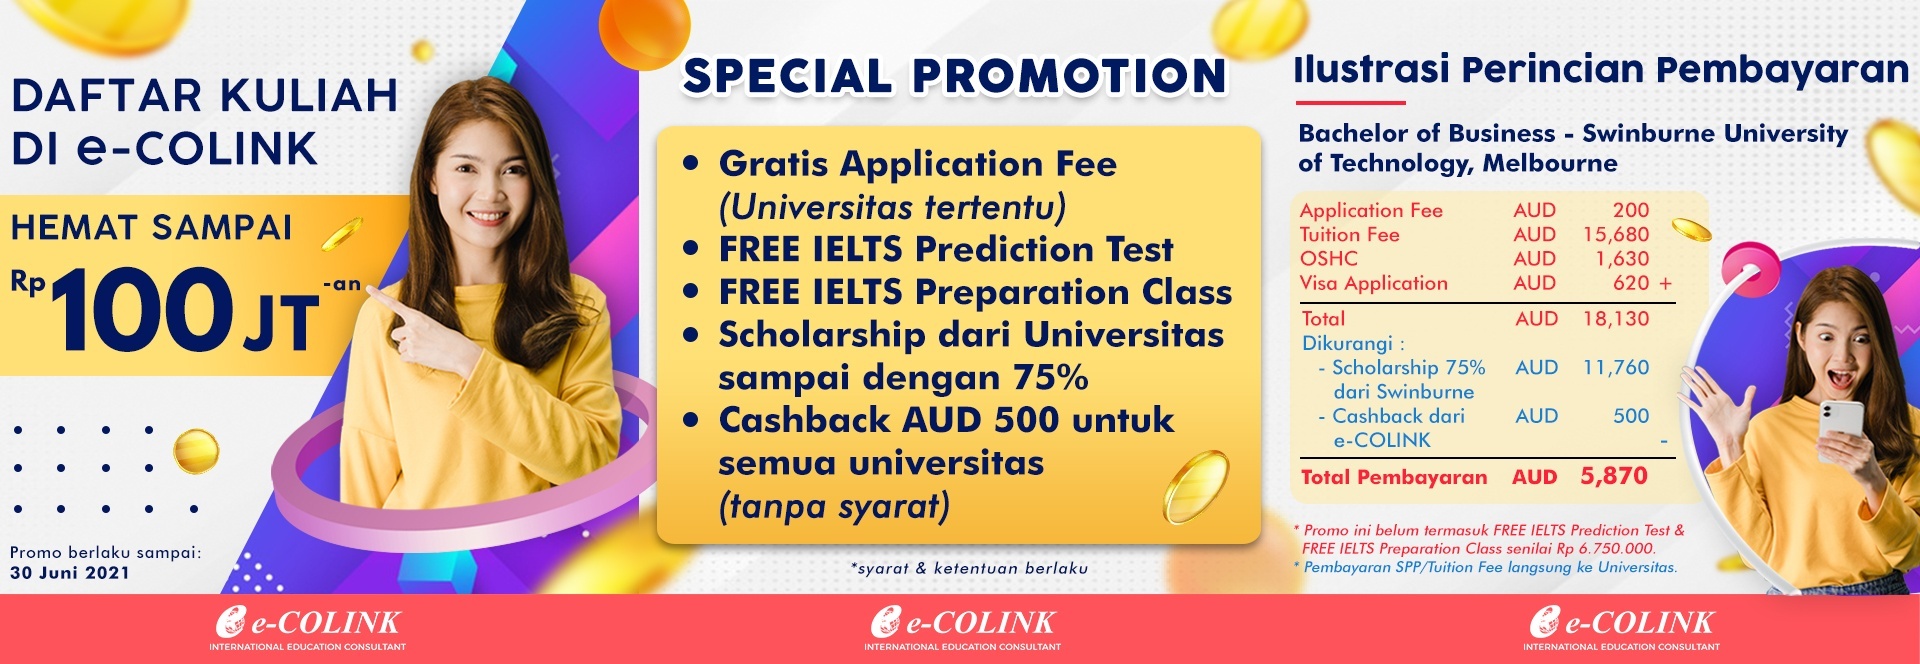 DAFTAR KULIAH
DI e-COLINK
HEMAT SAMPAI
Rp 100 JT -an
Promo berlaku sampai:
30 Juni 2021
e-COLINK
INTERNATIONAL EDUCATION CONSULTANT
SPECIAL PROMOTION
• Gratis Application Fee
(Universitas tertentu)
• FREE IELTS Prediction Test
• FREE IELTS Preparation Class
• Scholarship dari Universitas
sampai dengan 75%
• Cashback AUD 500 untuk
semua universitas
(tanpa syarat)
*syarat & ketentuan berlaku
e-COLINK
INTERNATIONAL EDUCATION CONSULTANT
Ilustrasi Perincian Pembayaran
Bachelor of Business - Swinburne University
of Technology, Melbourne
Application Fee AUD 200
Tuition Fee AUD 15,680
OSHC AUD 1,630
Visa Application AUD 620 +
Total AUD 18,130
Dikurangi :
- Scholarship 75% AUD 11,760
dari Swinburne
- Cashback dari AUD 500
e-COLINK -
Total Pembayaran AUD 5,870
* Promo ini belum termasuk FREE IELTS Prediction Test &
FREE IELTS Preparation Class senilai Rp 6.750.000.
* Pembayaran SPP/Tuition Fee langsung ke Universitas.
e-COLINK
INTERNATIONAL EDUCATION CONSULTANT